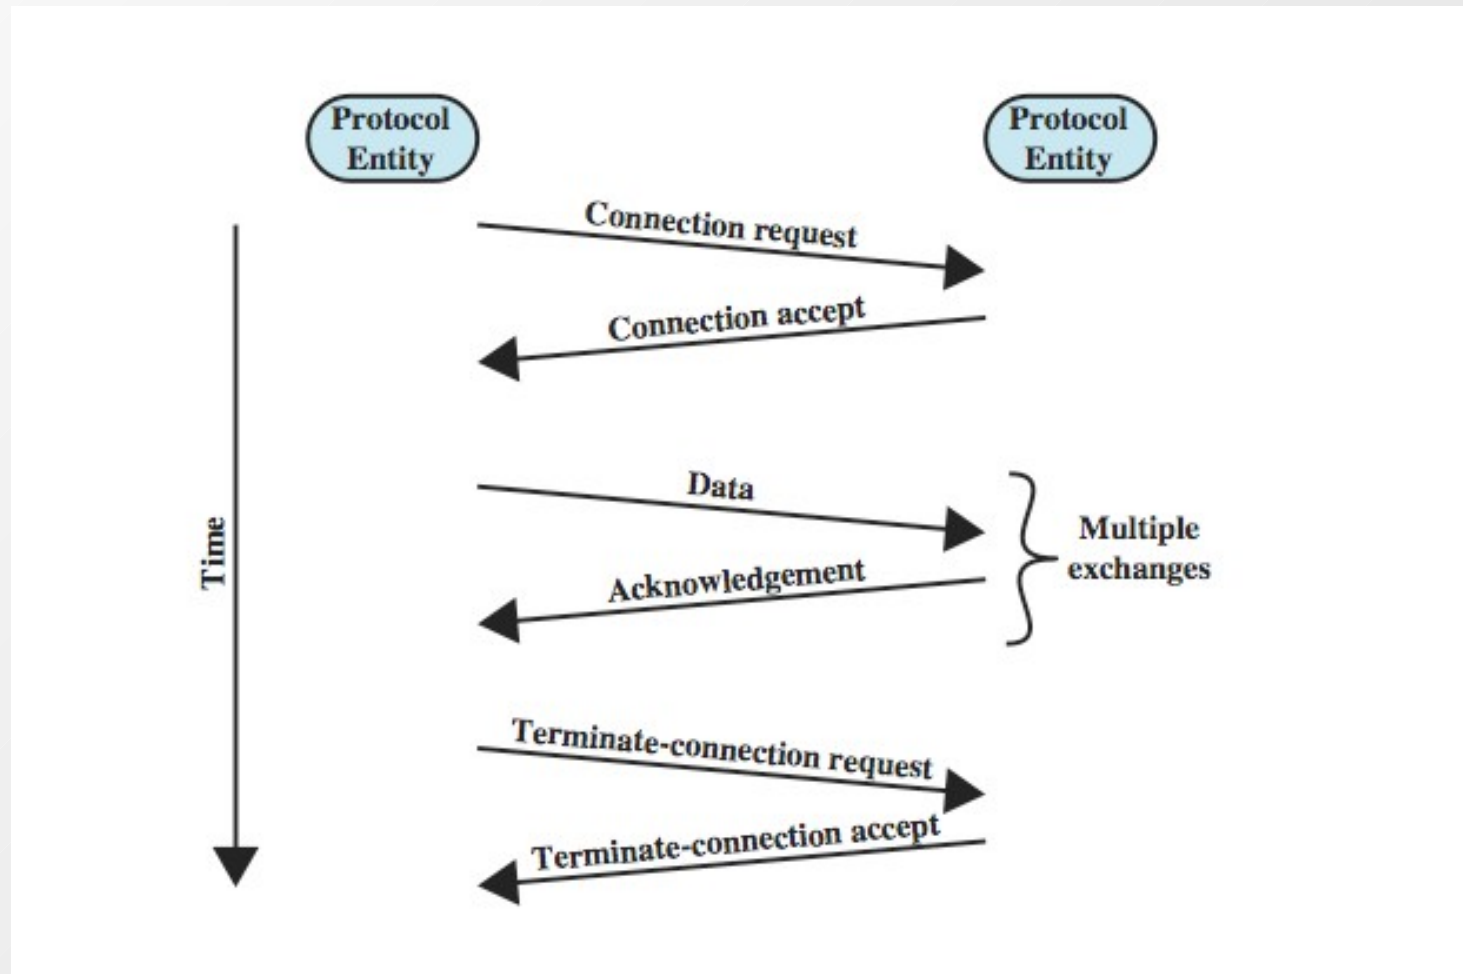 Protocol
Entity
Protocol
Entity
Connection request
Connection accept
Data
Multiple
exchanges
Time
Acknowledgement
Terminate-connection request
Terminate-connection accept